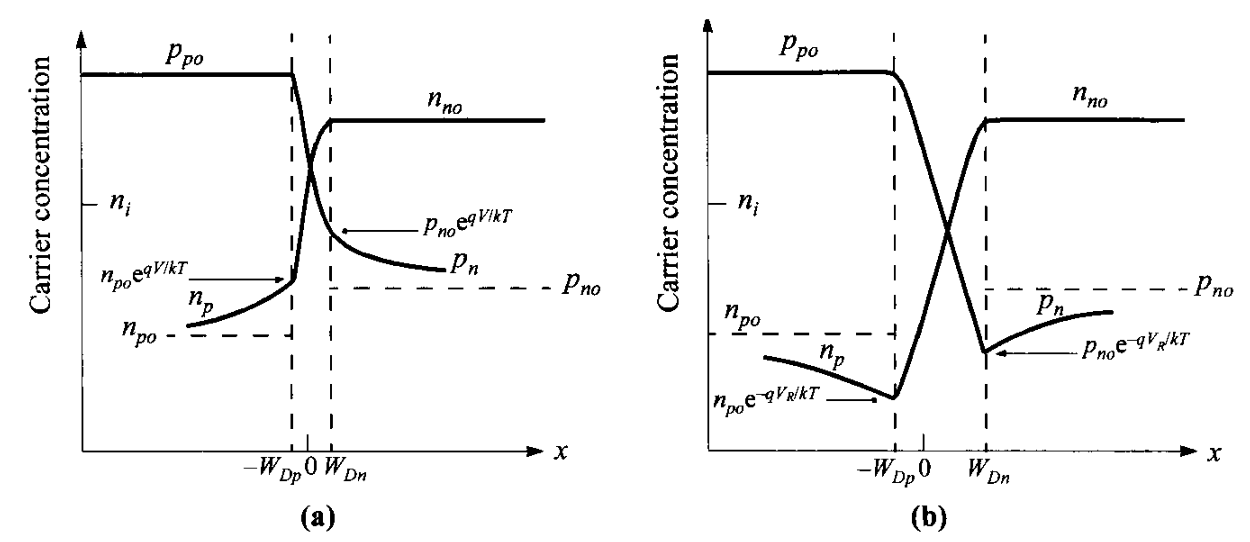 Carrier concentration
p_po
n_no
n_i
p_no e^qV/kT
n_po e^qV/kT
p_n
n_p
p_no
n_po
−W_Dp 0 W_Dn
x
(a)
Carrier concentration
p_po
n_no
n_i
p_no
n_po
p_n
n_p
p_no e^−qV_R/kT
n_po e^−qV_R/kT
−W_Dp 0 W_Dn
x
(b)